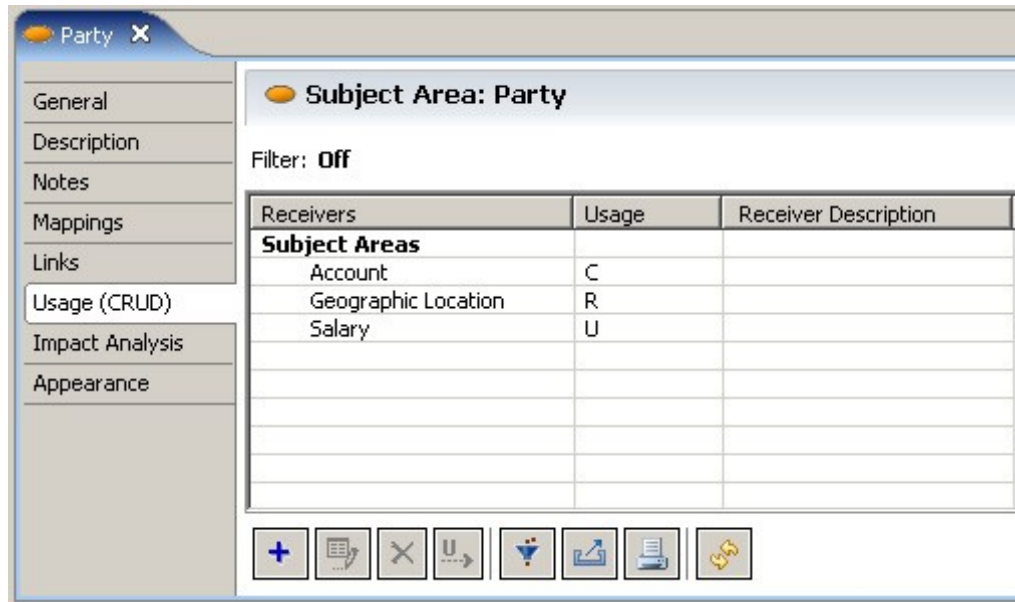 Party
General
Description
Notes
Mappings
Links
Usage (CRUD)
Impact Analysis
Appearance
Subject Area: Party
Filter: Off
Receivers Usage Receiver Description
Subject Areas
Account C
Geographic Location R
Salary U
U